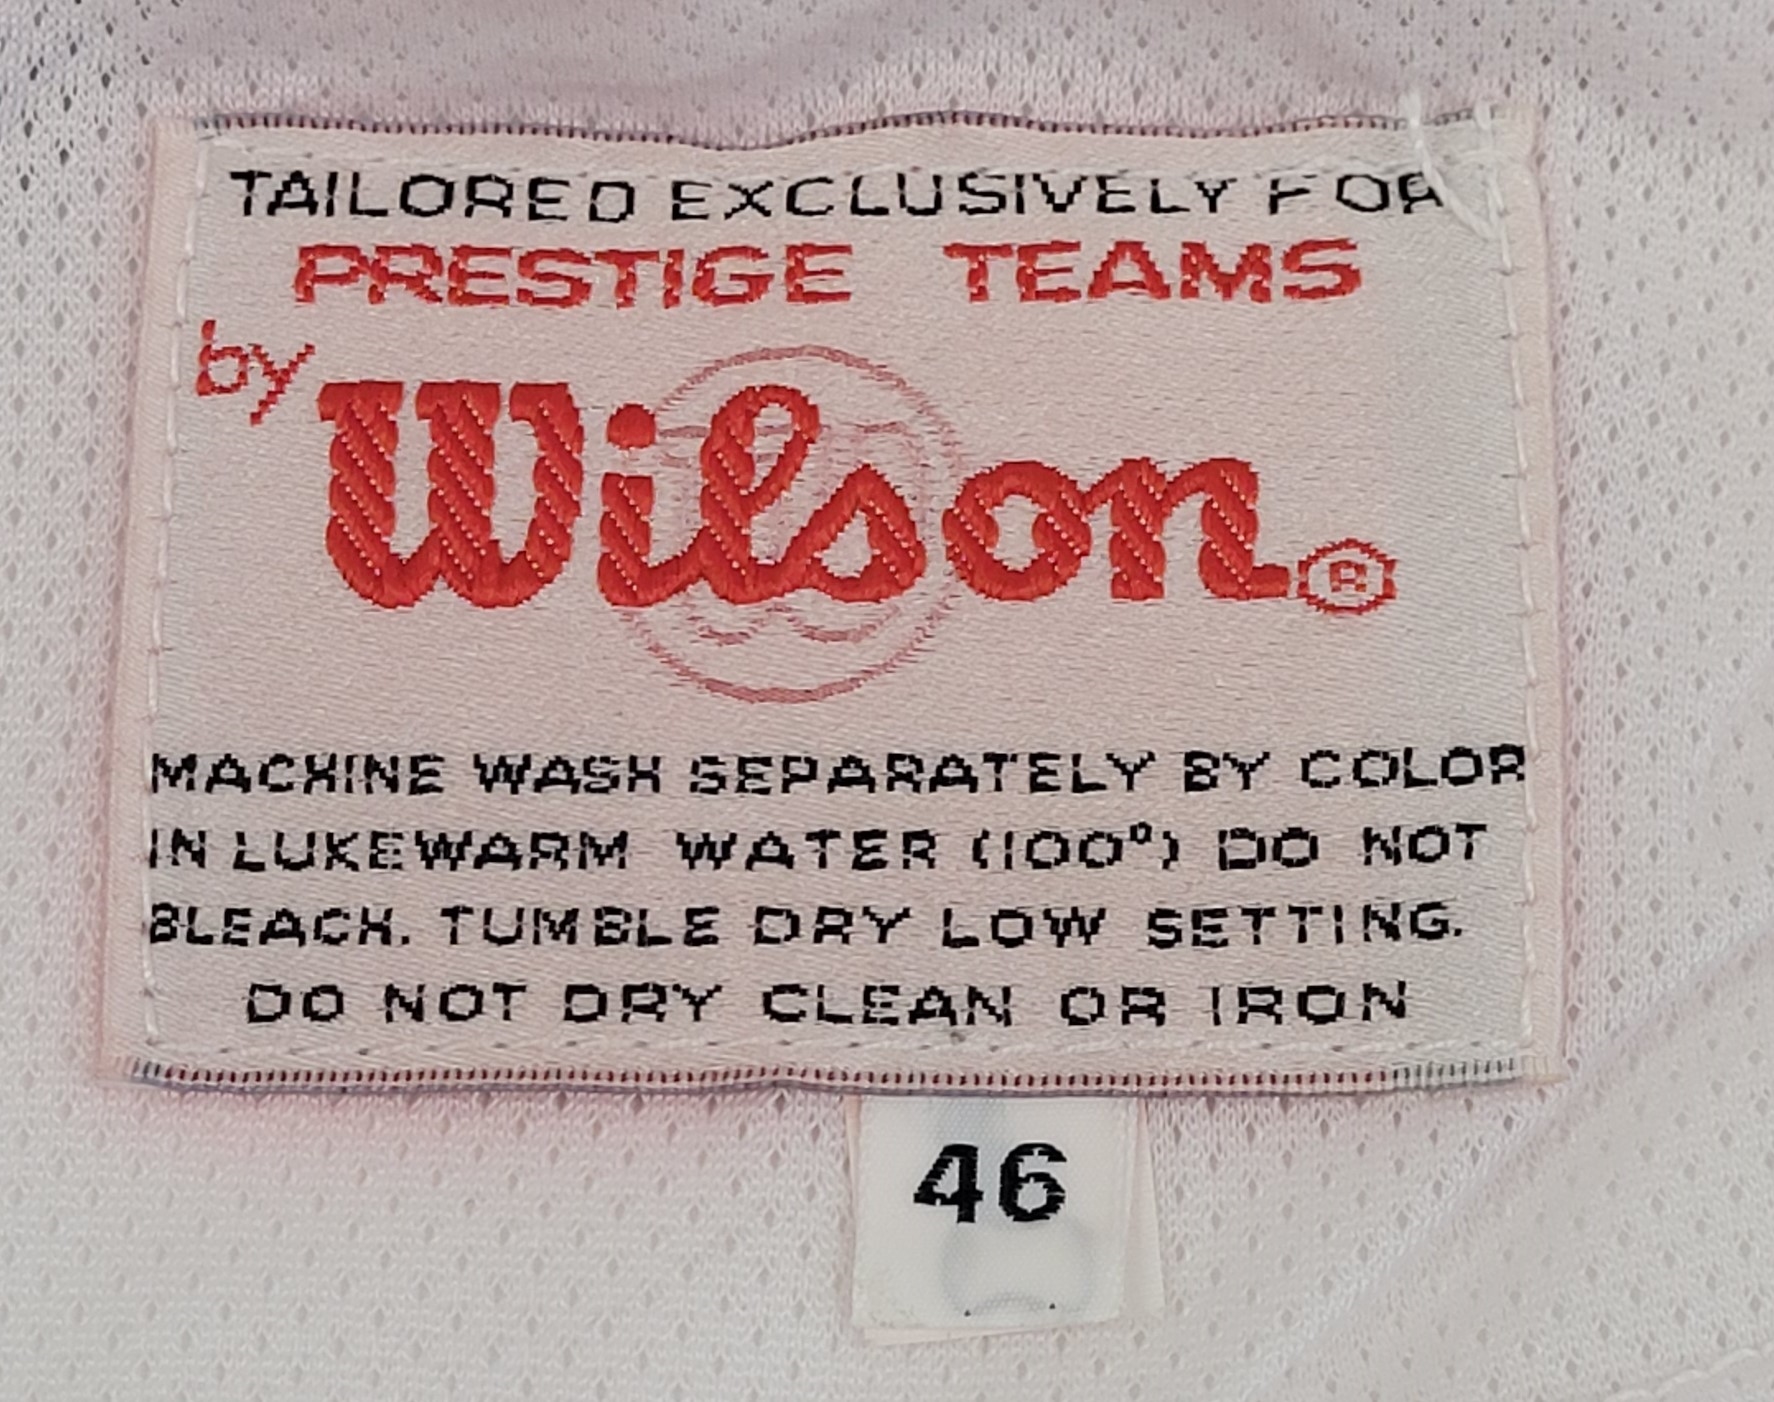 TAILORED EXCLUSIVELY FOR
PRESTIGE TEAMS
by
Wilson®
MACHINE WASH SEPARATELY BY COLOR
IN LUKEWARM WATER (100°) DO NOT
BLEACH. TUMBLE DRY LOW SETTING.
DO NOT DRY CLEAN OR IRON
46